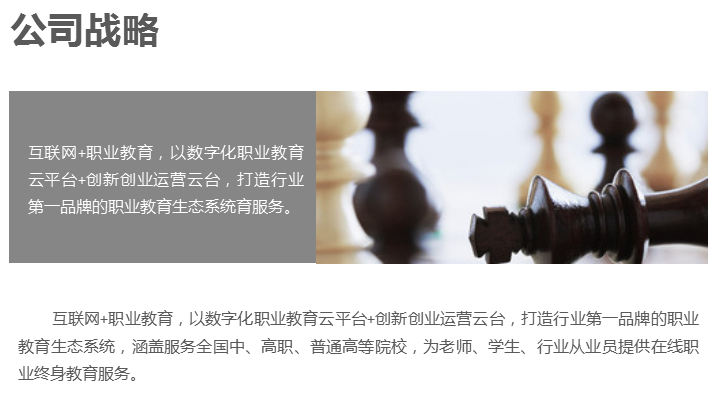 公司战略
互联网+职业教育，以数字化职业教育
云平台+创新创业运营云台，打造行业
第一品牌的职业教育生态系统育服务。
互联网+职业教育，以数字化职业教育云平台+创新创业运营云台，打造行业第一品牌的职业
教育生态系统，涵盖服务全国中、高职、普通高等院校，为老师、学生、行业从业员提供在线职
业终身教育服务。